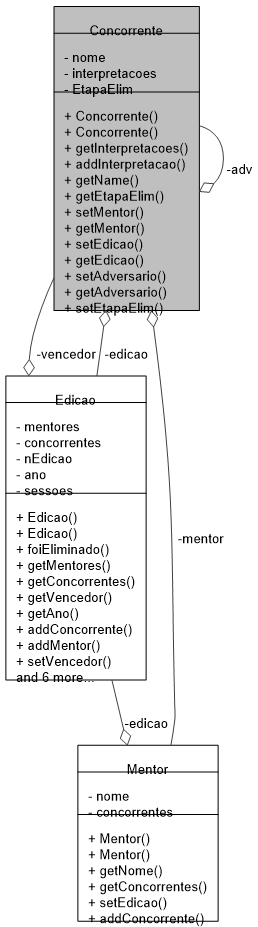 Concorrente
- nome
- interpretacoes
- EtapaElim
+ Concorrente()
+ Concorrente()
+ getInterpretacoes()
+ addInterpretacao()
+ getName()
+ getEtapaElim()
+ setMentor()
+ getMentor()
+ setEdicao()
+ getEdicao()
+ setAdversario()
+ getAdversario()
+ setEtapaElim()
-adv
-vencedor
-edicao
Edicao
- mentores
- concorrentes
- nEdicao
- ano
- sessoes
+ Edicao()
+ Edicao()
+ foiEliminado()
+ getMentores()
+ getConcorrentes()
+ getVencedor()
+ getAno()
+ addConcorrente()
+ addMentor()
+ setVencedor()
and 6 more...
-mentor
-edicao
Mentor
- nome
- concorrentes
+ Mentor()
+ Mentor()
+ getNome()
+ getConcorrentes()
+ setEdicao()
+ addConcorrente()